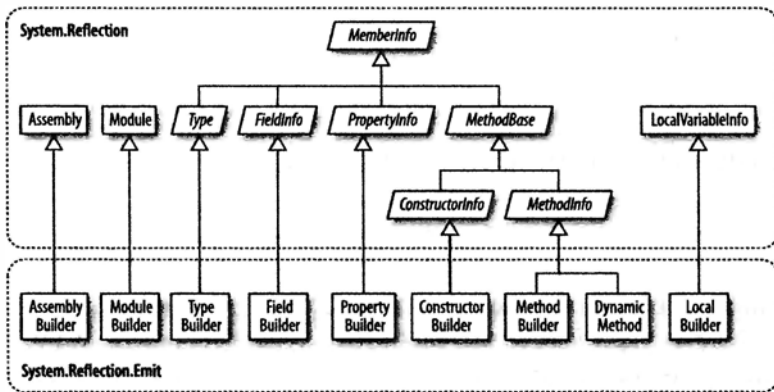 System.Reflection
MemberInfo
Assembly
Module
Type
FieldInfo
PropertyInfo
MethodBase
LocalVariableInfo
ConstructorInfo
MethodInfo
Assembly
Builder
Module
Builder
Type
Builder
Field
Builder
Property
Builder
Constructor
Builder
Method
Builder
Dynamic
Method
Local
Builder
System.Reflection.Emit